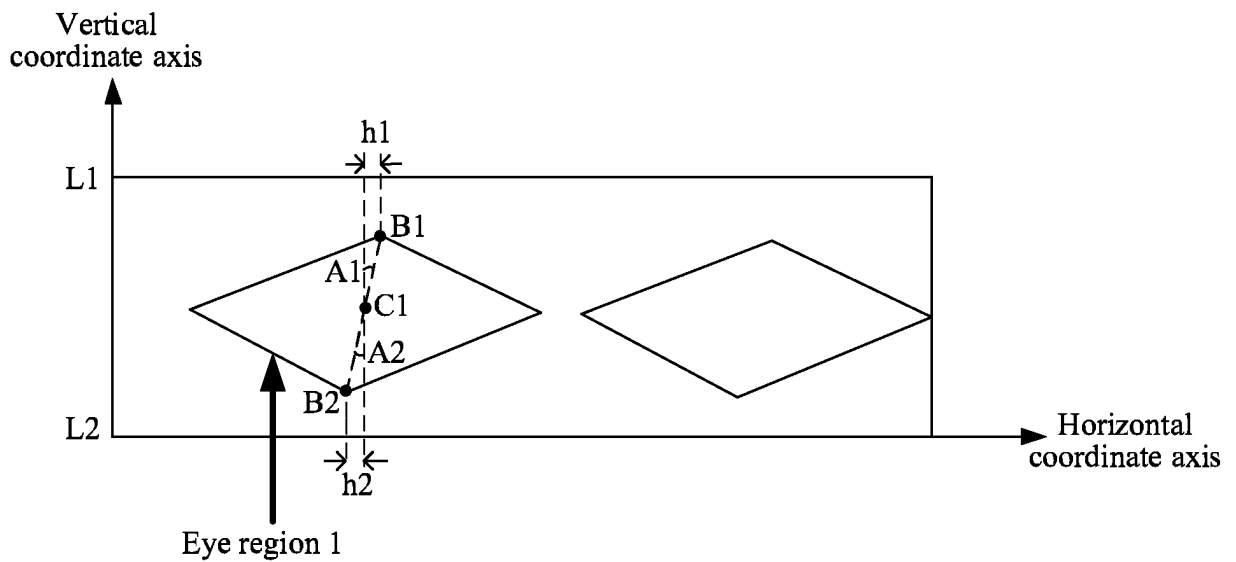 Vertical
coordinate axis
h1
L1
B1
A1
C1
A2
B2
L2
Horizontal
coordinate axis
h2
Eye region 1